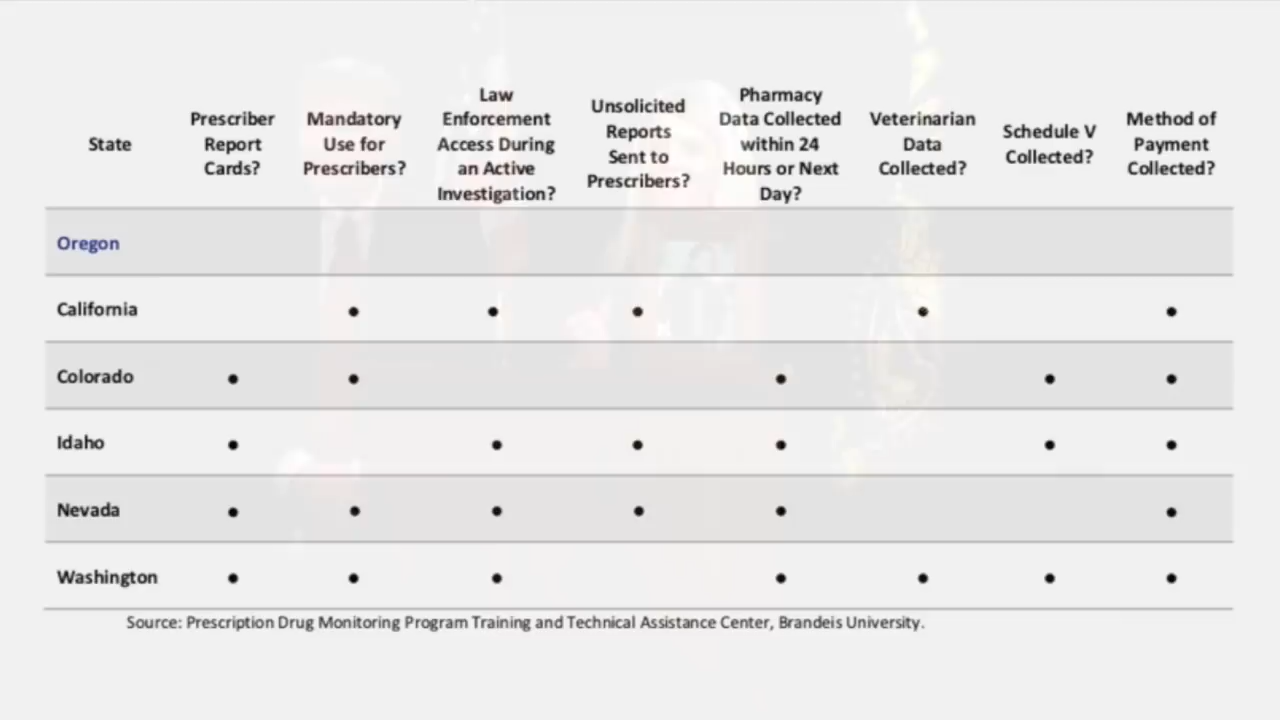 State
Prescriber
Report
Cards?
Mandatory
Use for
Prescribers?
Law
Enforcement
Access During
an Active
Investigation?
Unsolicited
Reports
Sent to
Prescribers?
Pharmacy
Data Collected
within 24
Hours or Next
Day?
Veterinarian
Data
Collected?
Schedule V
Collected?
Method of
Payment
Collected?
Oregon
California ● ● ● ● ●
Colorado ● ● ● ● ●
Idaho ● ● ● ● ● ●
Nevada ● ● ● ● ● ●
Washington ● ● ● ● ● ● ●
Source: Prescription Drug Monitoring Program Training and Technical Assistance Center, Brandeis University.